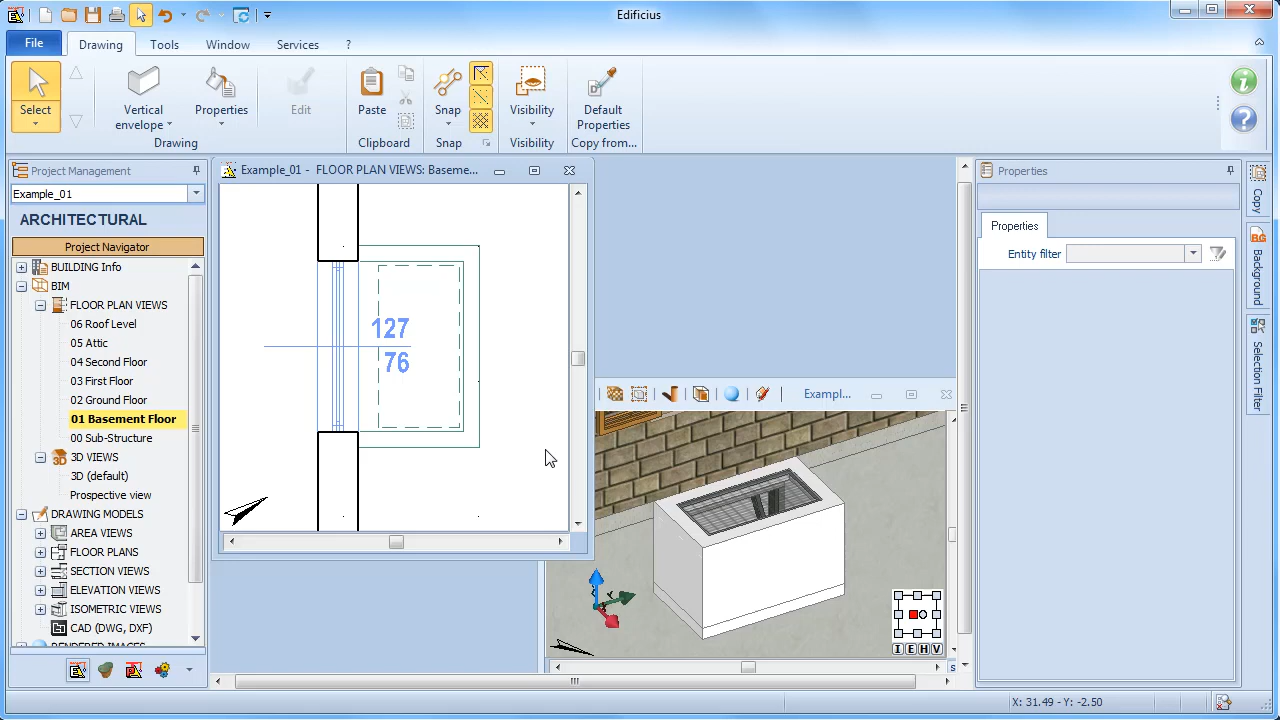 Edificius
File
Drawing
Tools
Window
Services
?
Select
Vertical
envelope
Properties
Edit
Paste
Snap
Visibility
Default
Properties
Drawing
Clipboard
Snap
Visibility
Copy from...
Project Management
Example_01
ARCHITECTURAL
Project Navigator
BUILDING Info
BIM
FLOOR PLAN VIEWS
06 Roof Level
05 Attic
04 Second Floor
03 First Floor
02 Ground Floor
01 Basement Floor
00 Sub-Structure
3D VIEWS
3D (default)
Prospective view
DRAWING MODELS
AREA VIEWS
FLOOR PLANS
SECTION VIEWS
ELEVATION VIEWS
ISOMETRIC VIEWS
CAD (DWG, DXF)
RENDERED IMAGES
Example_01 - FLOOR PLAN VIEWS: Baseme...
127
76
Exampl...
I E H V
s
Properties
Properties
Entity filter
Copy
BG
Background
Selection Filter
X: 31.49 - Y: -2.50